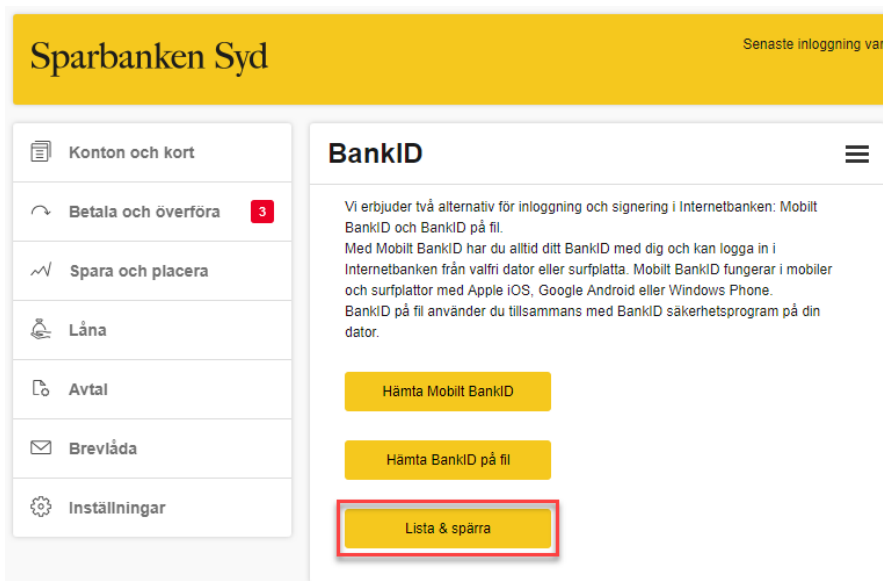 Sparbanken Syd
Senaste inloggning var
Konton och kort
Betala och överföra 3
Spara och placera
Låna
Avtal
Brevlåda
Inställningar
BankID
Vi erbjuder två alternativ för inloggning och signering i Internetbanken: Mobilt
BankID och BankID på fil.
Med Mobilt BankID har du alltid ditt BankID med dig och kan logga in i
Internetbanken från valfri dator eller surfplatta. Mobilt BankID fungerar i mobiler
och surfplattor med Apple iOS, Google Android eller Windows Phone.
BankID på fil använder du tillsammans med BankID säkerhetsprogram på din
dator.
Hämta Mobilt BankID
Hämta BankID på fil
Lista & spärra